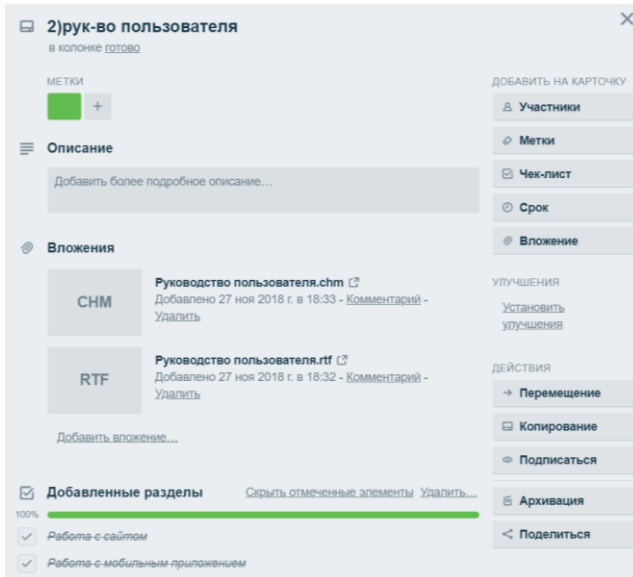 2)рук-во пользователя
в колонке готово
МЕТКИ
+
Описание
Добавить более подробное описание…
Вложения
CHM
Руководство пользователя.chm
Добавлено 27 ноя 2018 г. в 18:33 - Комментарий -
Удалить
RTF
Руководство пользователя.rtf
Добавлено 27 ноя 2018 г. в 18:32 - Комментарий -
Удалить
Добавить вложение…
Добавленные разделы
Скрыть отмеченные элементы Удалить…
100%
Работа с сайтом
Работа с мобильным приложением
ДОБАВИТЬ НА КАРТОЧКУ
Участники
Метки
Чек-лист
Срок
Вложение
УЛУЧШЕНИЯ
Установить
улучшения
ДЕЙСТВИЯ
Перемещение
Копирование
Подписаться
Архивация
Поделиться